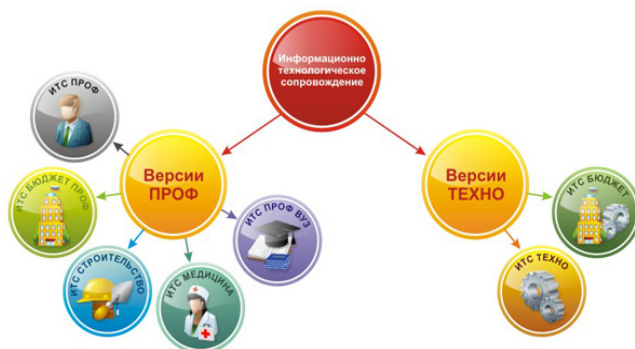 Информационно
технологическое
сопровождение
ИТС ПРОФ
Версии
ПРОФ
Версии
ТЕХНО
ИТС БЮДЖЕТ ПРОФ
ИТС ПРОФ ВУЗ
ИТС БЮДЖЕТ
ИТС СТРОИТЕЛЬСТВО
ИТС МЕДИЦИНА
ИТС ТЕХНО